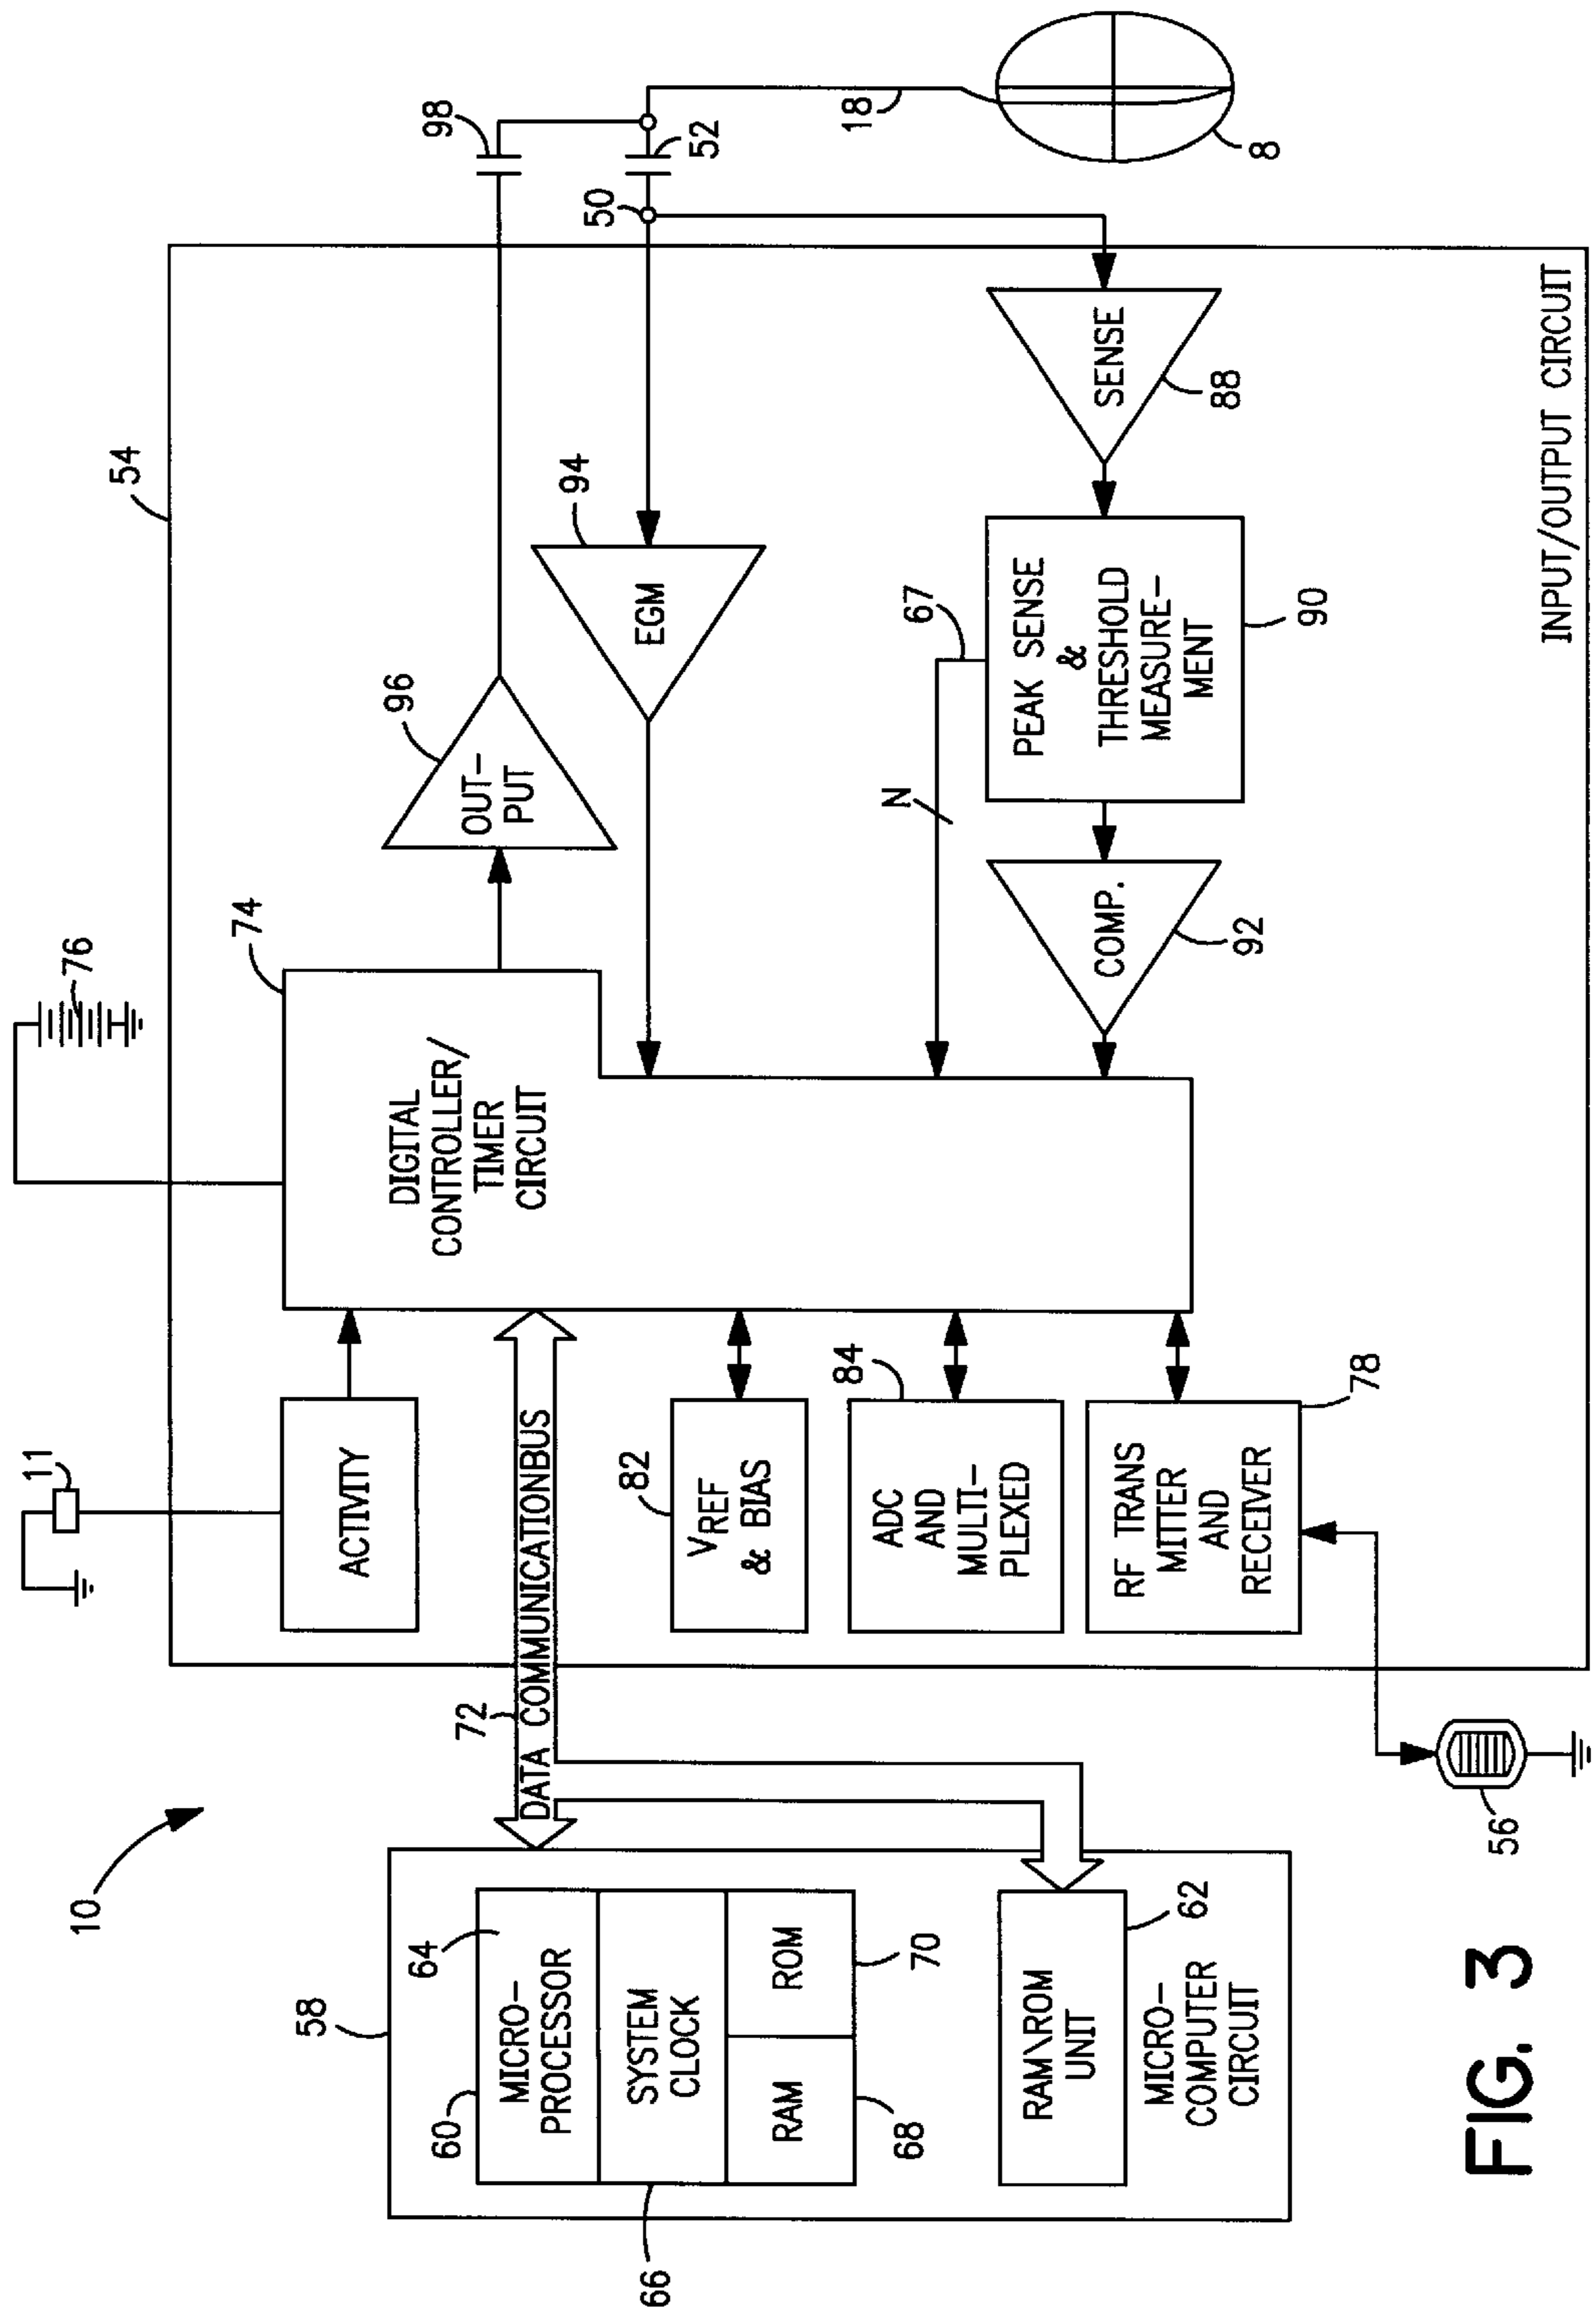 10
58
60
64
MICRO-
PROCESSOR
SYSTEM
CLOCK
66
RAM
ROM
68
70
RAM\ROM
UNIT
62
MICRO-
COMPUTER
CIRCUIT
72
DATA COMMUNICATIONBUS
11
ACTIVITY
82
VREF
& BIAS
84
ADC
AND
MULTI-
PLEXED
RF TRANS
MITTER
AND
RECEIVER
78
56
76
74
DIGITAL
CONTROLLER/
TIMER
CIRCUIT
54
96
OUT-
PUT
94
EGM
N
67
PEAK SENSE
&
THRESHOLD
MEASURE-
MENT
90
COMP.
92
SENSE
88
INPUT/OUTPUT CIRCUIT
98
50
52
18
8
FIG. 3